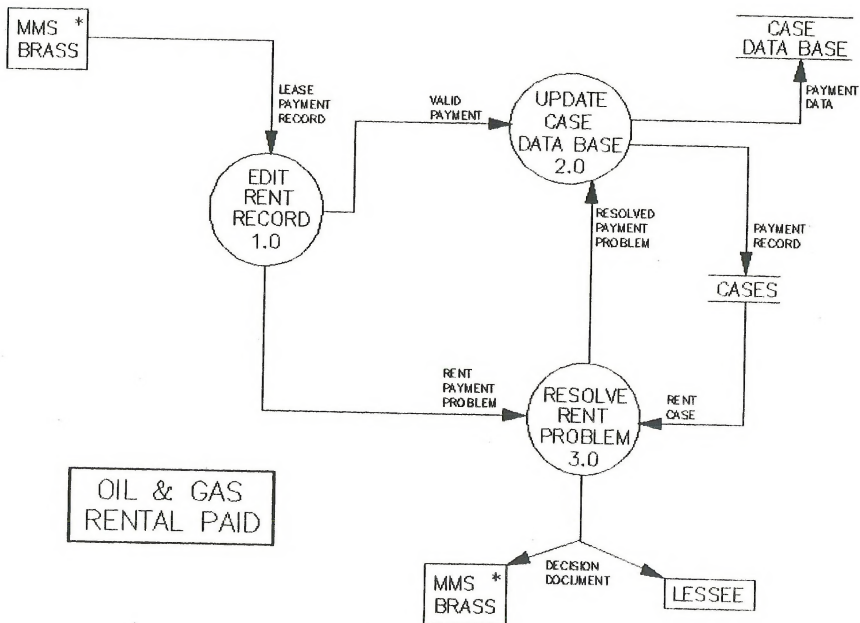 MMS *
BRASS
CASE
DATA BASE
LEASE
PAYMENT
RECORD
VALID
PAYMENT
UPDATE
CASE
DATA BASE
2.0
PAYMENT
DATA
EDIT
RENT
RECORD
1.0
RESOLVED
PAYMENT
PROBLEM
PAYMENT
RECORD
CASES
RENT
PAYMENT
PROBLEM
RESOLVE
RENT
PROBLEM
3.0
RENT
CASE
OIL & GAS
RENTAL PAID
MMS *
BRASS
DECISION
DOCUMENT
LESSEE